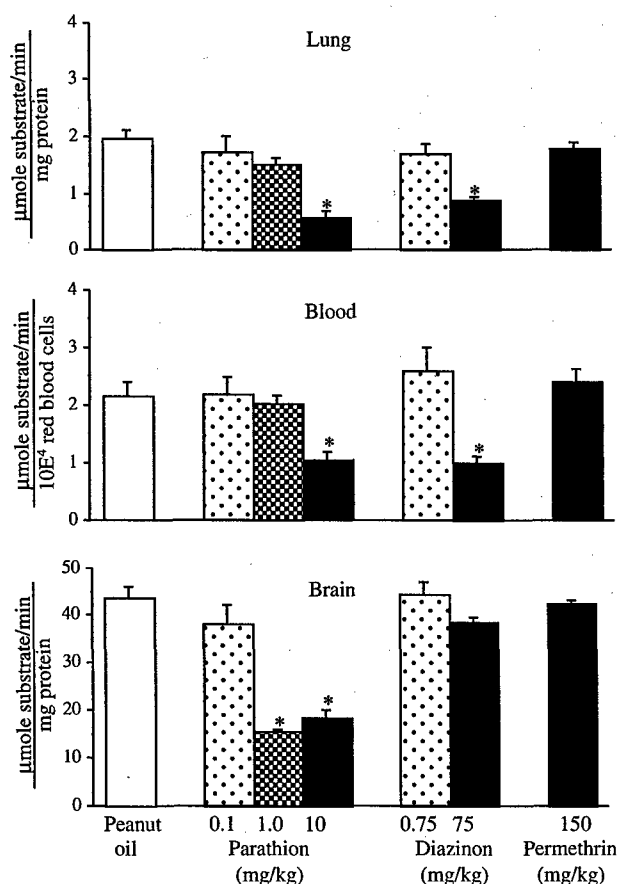 Lung
μmole substrate/min
mg protein
4
3
2
1
0
*
*
Blood
μmole substrate/min
10E⁴ red blood cells
4
3
2
1
0
*
*
Brain
μmole substrate/min
mg protein
50
40
30
20
10
0
*
*
Peanut oil
0.1 1.0 10
Parathion
(mg/kg)
0.75 75
Diazinon
(mg/kg)
150
Permethrin
(mg/kg)